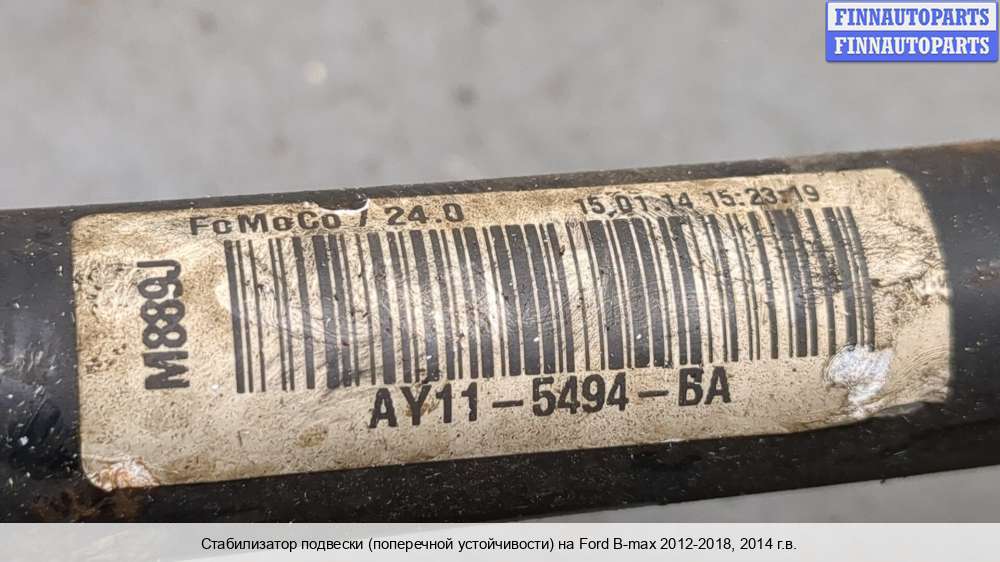 FINNAUTOPARTS
FINNAUTOPARTS
FoMoCo / 24.0 15.01.14 15:23:19
M889J
AY11-5494-BA
Стабилизатор подвески (поперечной устойчивости) на Ford B-max 2012-2018, 2014 г.в.